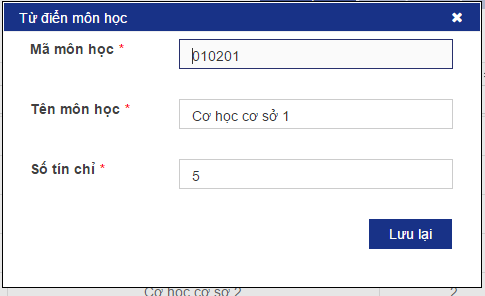 Từ điển môn học ✖
Mã môn học *
010201
Tên môn học *
Cơ học cơ sở 1
Số tín chỉ *
5
Lưu lại
Cơ học cơ sở 2 2